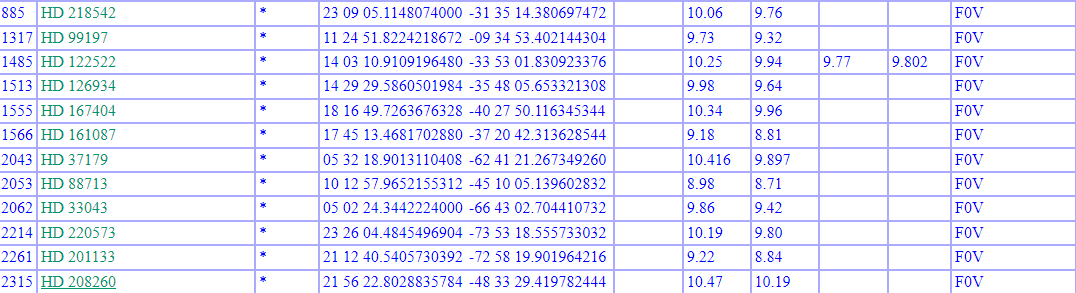 885 HD 218542 * 23 09 05.1148074000 -31 35 14.380697472 10.06 9.76 F0V
1317 HD 99197 * 11 24 51.8224218672 -09 34 53.402144304 9.73 9.32 F0V
1485 HD 122522 * 14 03 10.9109196480 -33 53 01.830923376 10.25 9.94 9.77 9.802 F0V
1513 HD 126934 * 14 29 29.5860501984 -35 48 05.653321308 9.98 9.64 F0V
1555 HD 167404 * 18 16 49.7263676328 -40 27 50.116345344 10.34 9.96 F0V
1566 HD 161087 * 17 45 13.4681702880 -37 20 42.313628544 9.18 8.81 F0V
2043 HD 37179 * 05 32 18.9013110408 -62 41 21.267349260 10.416 9.897 F0V
2053 HD 88713 * 10 12 57.9652155312 -45 10 05.139602832 8.98 8.71 F0V
2062 HD 33043 * 05 02 24.3442224000 -66 43 02.704410732 9.86 9.42 F0V
2214 HD 220573 * 23 26 04.4845496904 -73 53 18.555733032 10.19 9.80 F0V
2261 HD 201133 * 21 12 40.5405730392 -72 58 19.901964216 9.22 8.84 F0V
2315 HD 208260 * 21 56 22.8028835784 -48 33 29.419782444 10.47 10.19 F0V